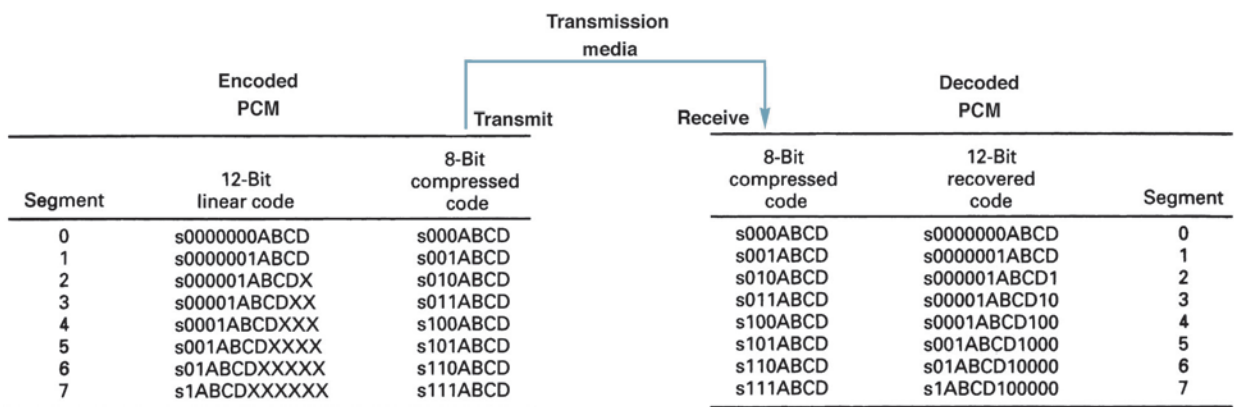 Transmission
media
Encoded
PCM
Transmit
Receive
Decoded
PCM
Segment 12-Bit linear code 8-Bit compressed code
0 s0000000ABCD s000ABCD
1 s0000001ABCD s001ABCD
2 s000001ABCDX s010ABCD
3 s00001ABCDXX s011ABCD
4 s0001ABCDXXX s100ABCD
5 s001ABCDXXXX s101ABCD
6 s01ABCDXXXXX s110ABCD
7 s1ABCDXXXXXX s111ABCD
8-Bit compressed code 12-Bit recovered code Segment
s000ABCD s0000000ABCD 0
s001ABCD s0000001ABCD 1
s010ABCD s000001ABCD1 2
s011ABCD s00001ABCD10 3
s100ABCD s0001ABCD100 4
s101ABCD s001ABCD1000 5
s110ABCD s01ABCD10000 6
s111ABCD s1ABCD100000 7